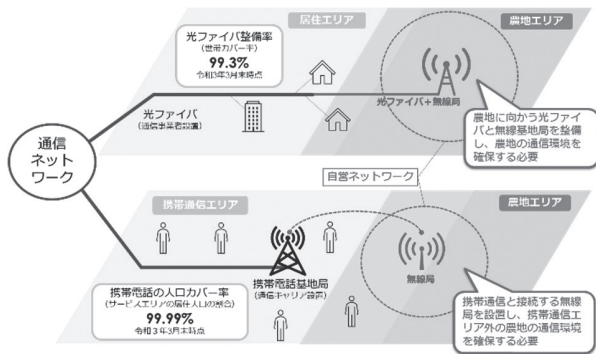 居住エリア
農地エリア
光ファイバ整備率
(世帯カバー率)
99.3%
令和3年3月末時点
光ファイバ
(通信事業者設置)
光ファイバ+無線局
農地に向かう光ファイ
バと無線基地局を整備
し、農地の通信環境を
確保する必要
通信
ネット
ワーク
自営ネットワーク
携帯通信エリア
農地エリア
携帯電話基地局
(通信キャリア設置)
無線局
携帯電話の人口カバー率
(サービスエリアの居住人口の割合)
99.99%
令和3年3月末時点
携帯通信と接続する無線
局を設置し、携帯通信エ
リア外の農地の通信環境
を確保する必要